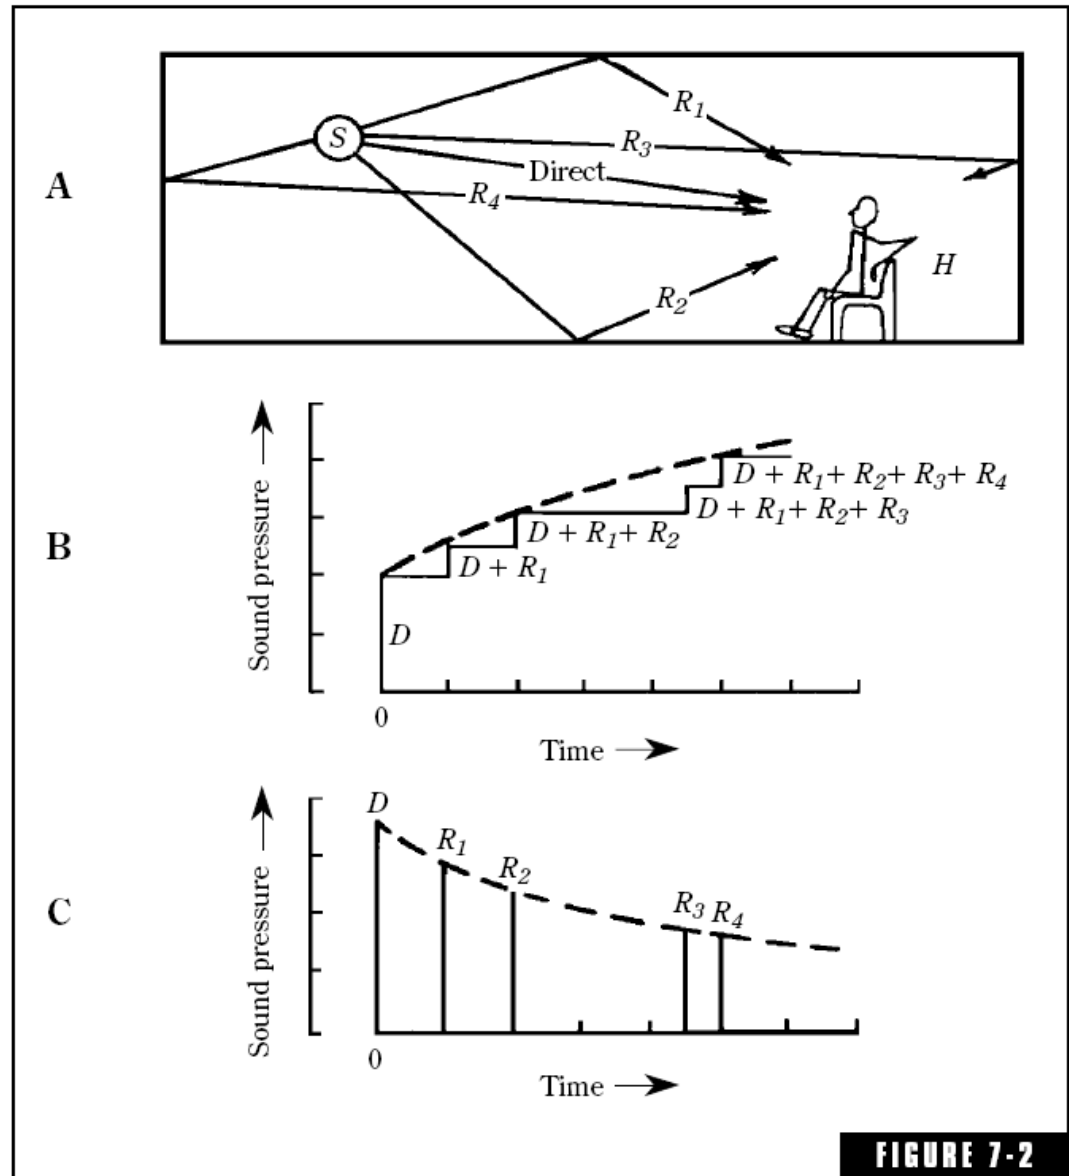 A
S
R1
R3
Direct
R4
R2
H
B
Sound pressure
D + R1 + R2 + R3 + R4
D + R1 + R2 + R3
D + R1 + R2
D + R1
D
0
Time
C
Sound pressure
D
R1
R2
R3 R4
0
Time
FIGURE 7-2